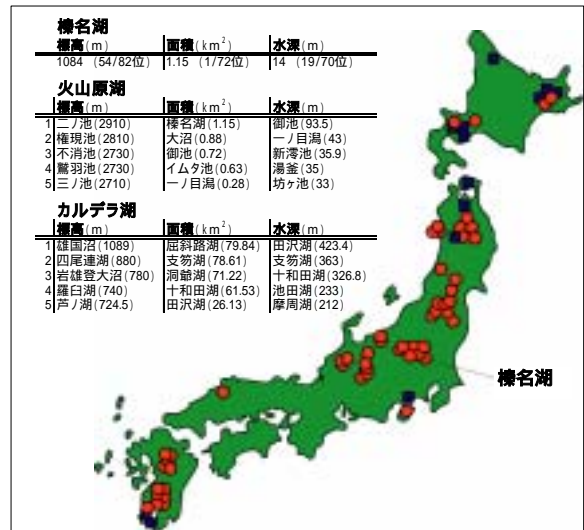 榛名湖
標高(m) 面積(km²) 水深(m)
1084 (54/82位) 1.15 (1/72位) 14 (19/70位)
火山原湖
標高(m) 面積(km²) 水深(m)
1 二ノ池(2910) 榛名湖(1.15) 御池(93.5)
2 権現池(2810) 大沼(0.88) 一ノ目潟(43)
3 不消池(2730) 御池(0.72) 新澪池(35.9)
4 鷲羽池(2730) イムタ池(0.63) 湯釜(35)
5 三ノ池(2710) 一ノ目潟(0.28) 坊ヶ池(33)
カルデラ湖
標高(m) 面積(km²) 水深(m)
1 雄国沼(1089) 屈斜路湖(79.84) 田沢湖(423.4)
2 四尾連湖(880) 支笏湖(78.61) 支笏湖(363)
3 岩雄登大沼(780) 洞爺湖(71.22) 十和田湖(326.8)
4 羅臼湖(740) 十和田湖(61.53) 池田湖(233)
5 芦ノ湖(724.5) 田沢湖(26.13) 摩周湖(212)
榛名湖